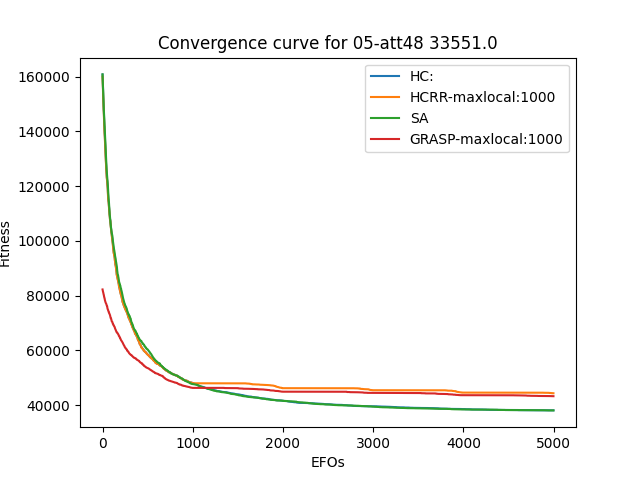 Convergence curve for 05-att48 33551.0
HC:
HCRR-maxlocal:1000
SA
GRASP-maxlocal:1000
160000
140000
120000
100000
80000
60000
40000
Fitness
0 1000 2000 3000 4000 5000
EFOs